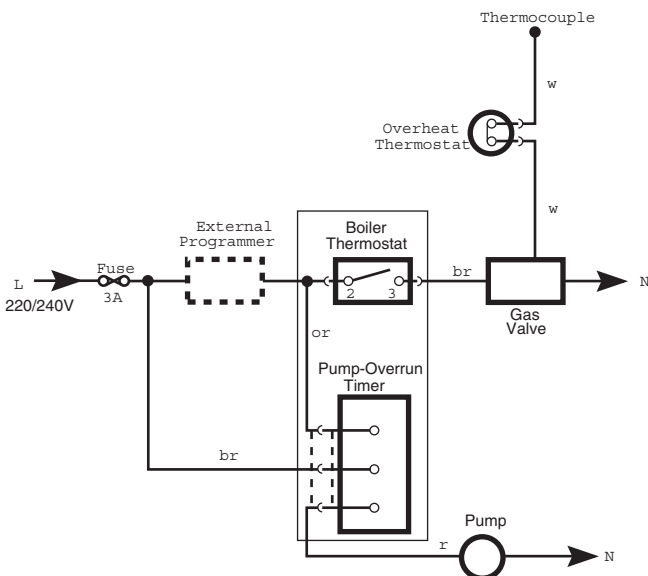 Thermocouple
w
Overheat
Thermostat
w
External
Programmer
Boiler
Thermostat
L
Fuse
2
3
br
N
220/240V
3A
Gas
Valve
or
Pump-Overrun
Timer
br
Pump
r
N